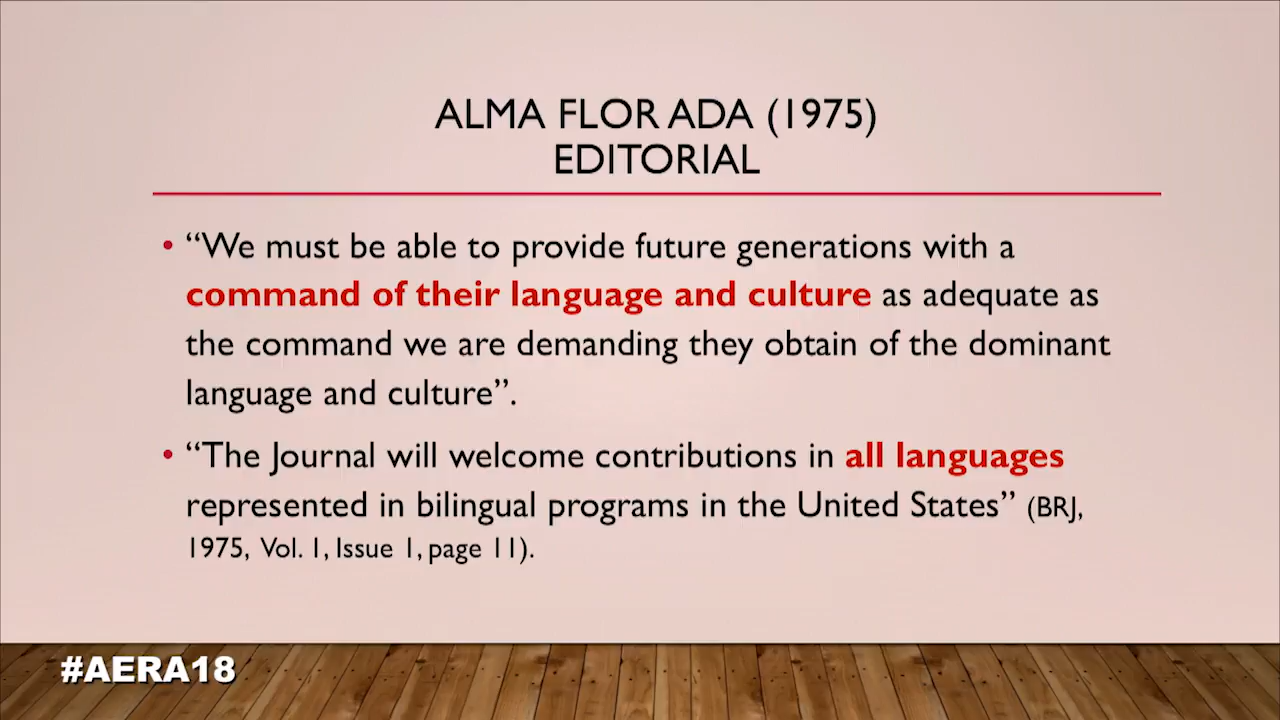 ALMA FLOR ADA (1975)
EDITORIAL
• “We must be able to provide future generations with a
command of their language and culture as adequate as
the command we are demanding they obtain of the dominant
language and culture”.
• “The Journal will welcome contributions in all languages
represented in bilingual programs in the United States” (BRJ,
1975, Vol. 1, Issue 1, page 11).
#AERA18